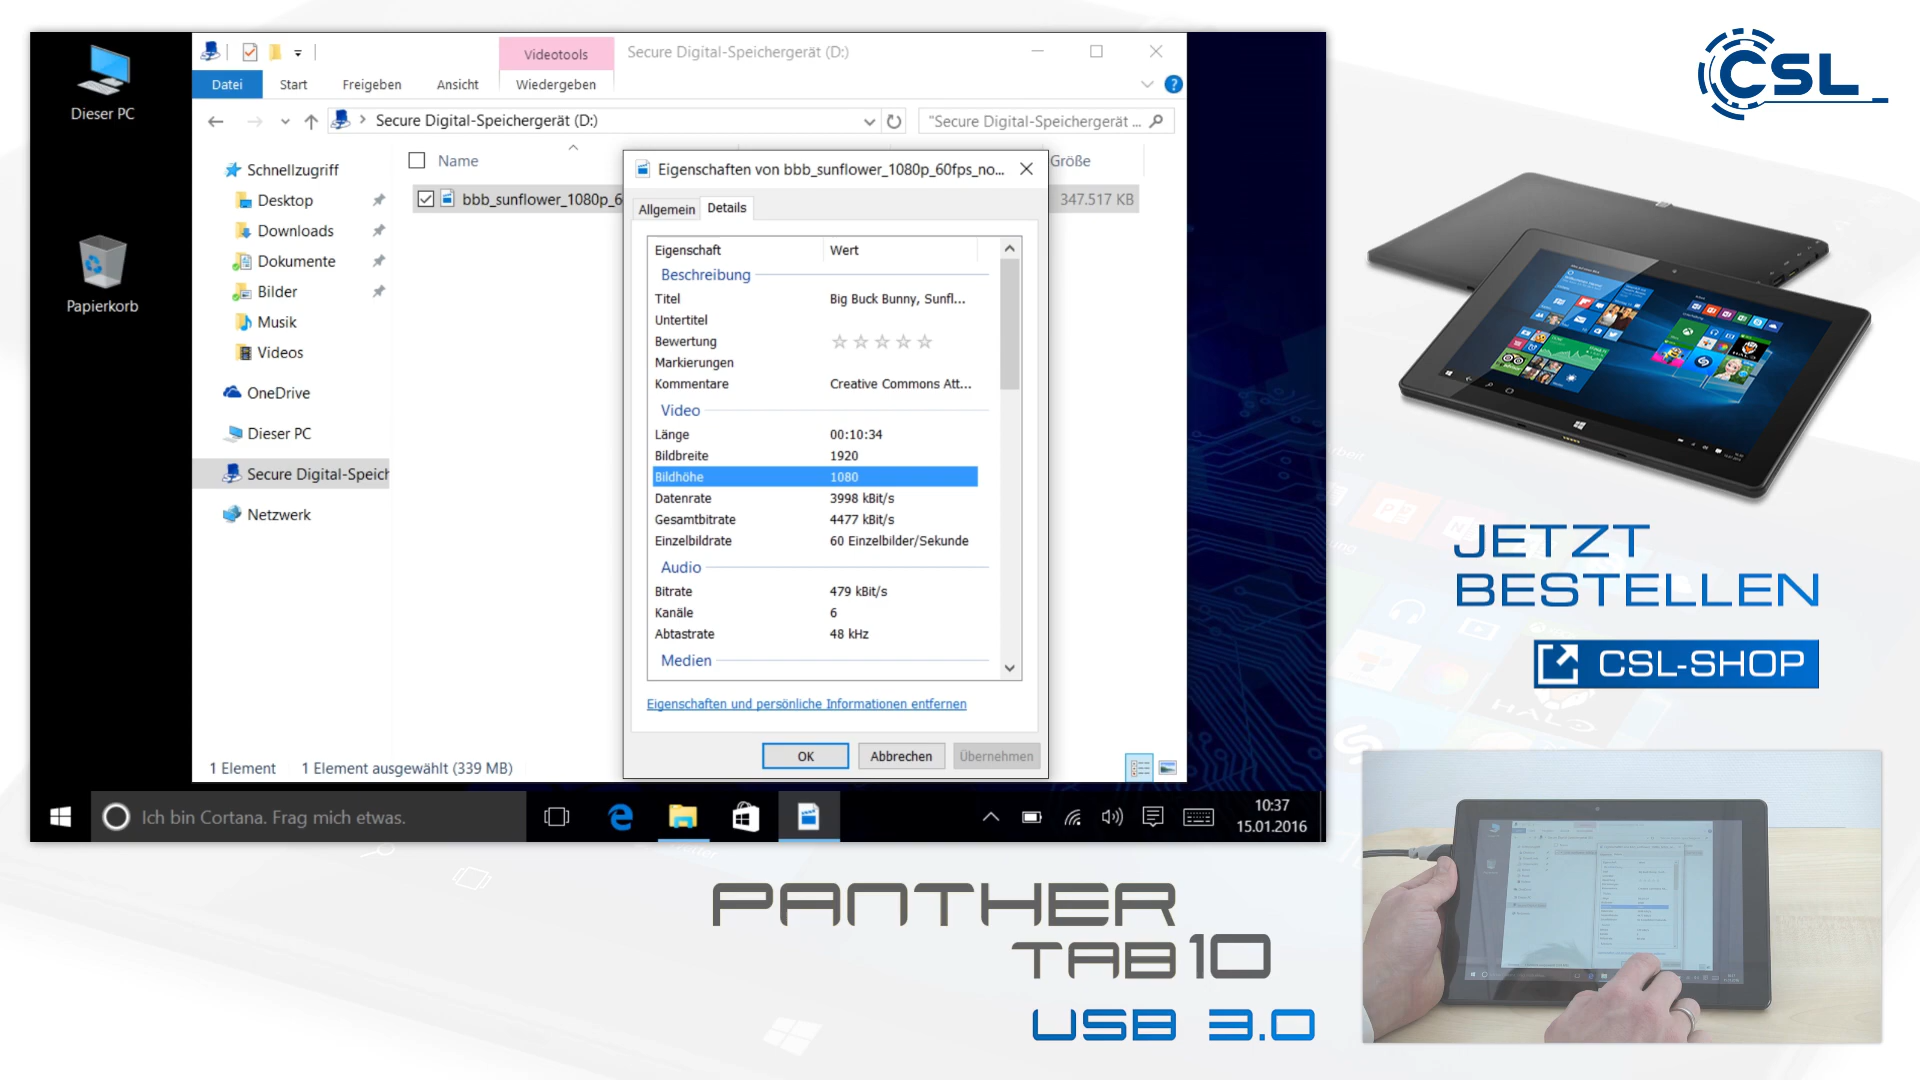 Dieser PC
Papierkorb
Videotools
Secure Digital-Speichergerät (D:)
Datei
Start
Freigeben
Ansicht
Wiedergeben
Secure Digital-Speichergerät (D:)
"Secure Digital-Speichergerät ...
Schnellzugriff
Desktop
Downloads
Dokumente
Bilder
Musik
Videos
OneDrive
Dieser PC
Secure Digital-Speich
Netzwerk
Name
Größe
bbb_sunflower_1080p_6
347.517 KB
Eigenschaften von bbb_sunflower_1080p_60fps_no...
Allgemein
Details
Eigenschaft
Wert
Beschreibung
Titel
Big Buck Bunny, Sunfl...
Untertitel
Bewertung
Markierungen
Kommentare
Creative Commons Att...
Video
Länge
00:10:34
Bildbreite
1920
Bildhöhe
1080
Datenrate
3998 kBit/s
Gesamtbitrate
4477 kBit/s
Einzelbildrate
60 Einzelbilder/Sekunde
Audio
Bitrate
479 kBit/s
Kanäle
6
Abtastrate
48 kHz
Medien
Eigenschaften und persönliche Informationen entfernen
OK
Abbrechen
Übernehmen
1 Element
1 Element ausgewählt (339 MB)
Ich bin Cortana. Frag mich etwas.
10:37
15.01.2016
CSL
JETZT
BESTELLEN
CSL-SHOP
HALO
PANTHER
TAB10
USB 3.0